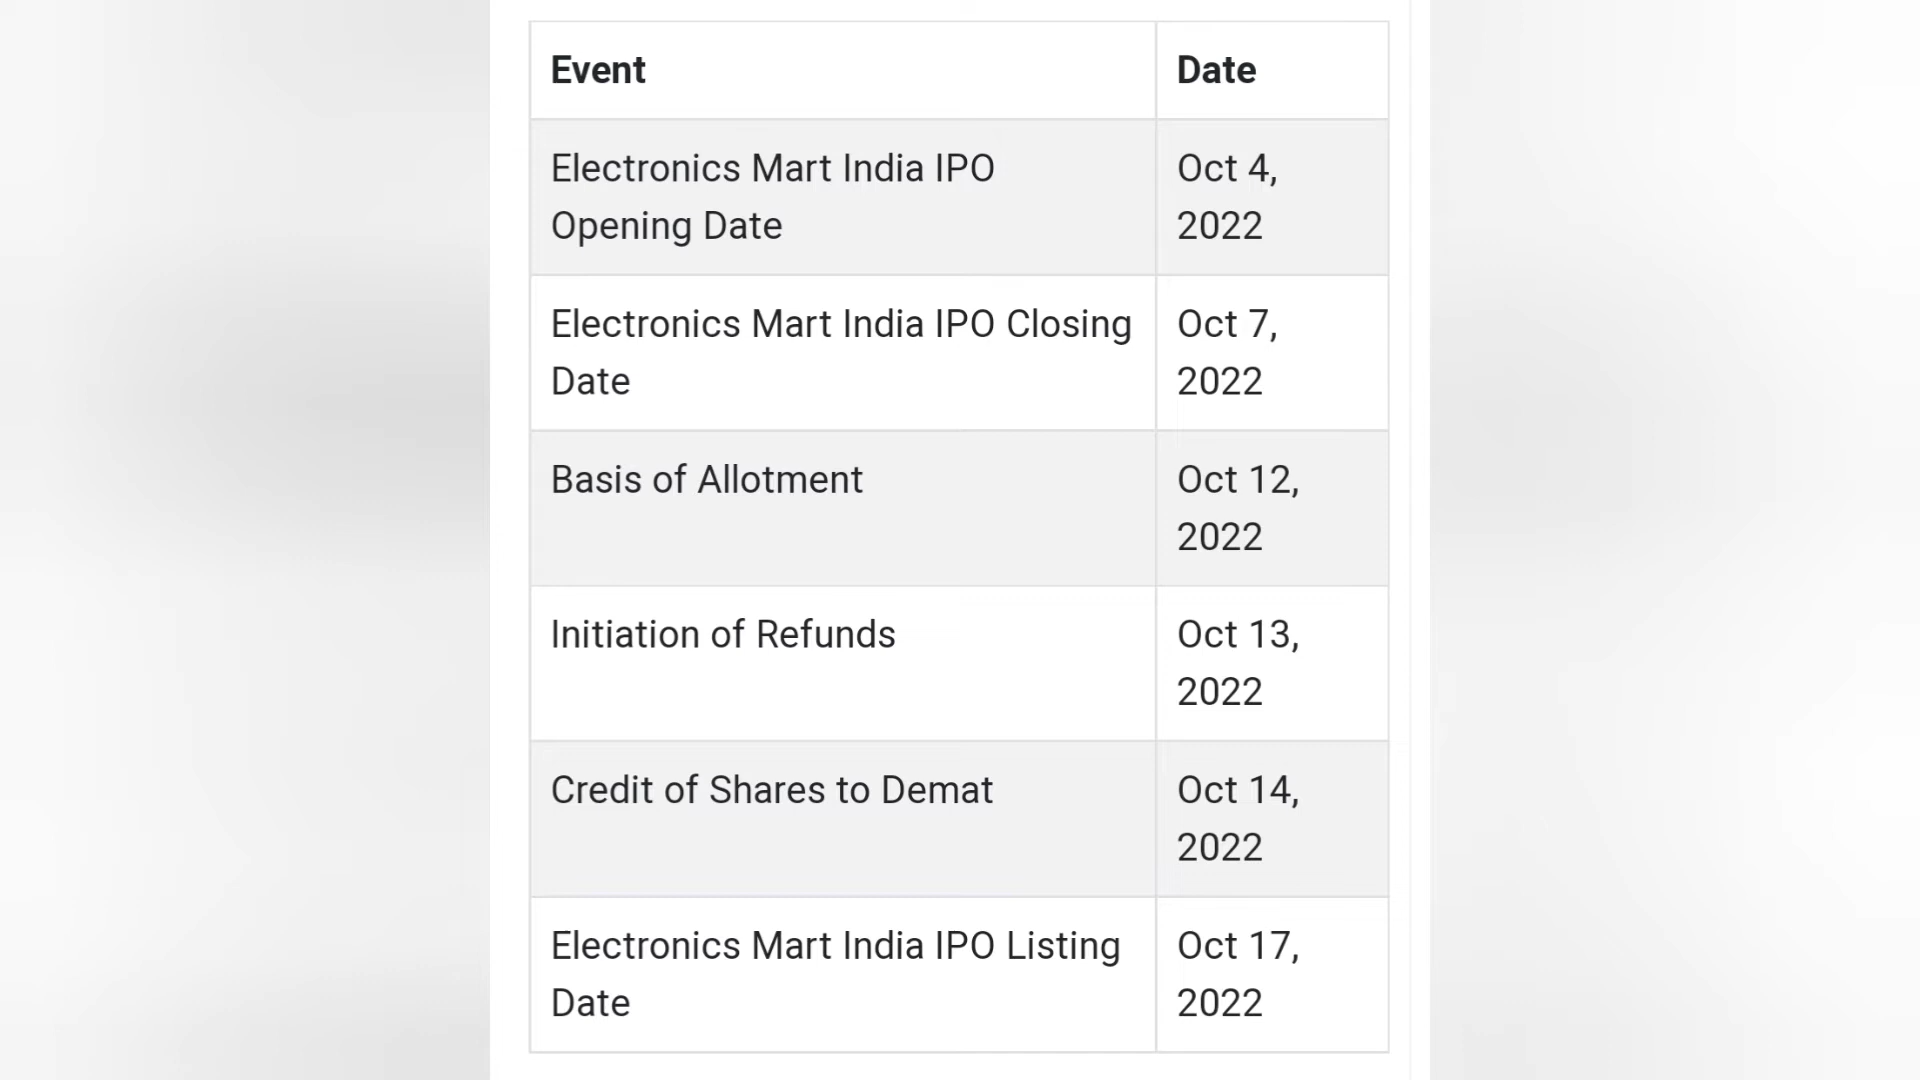 Event Date
Electronics Mart India IPO Oct 4,
Opening Date 2022
Electronics Mart India IPO Closing Oct 7,
Date 2022
Basis of Allotment Oct 12,
2022
Initiation of Refunds Oct 13,
2022
Credit of Shares to Demat Oct 14,
2022
Electronics Mart India IPO Listing Oct 17,
Date 2022